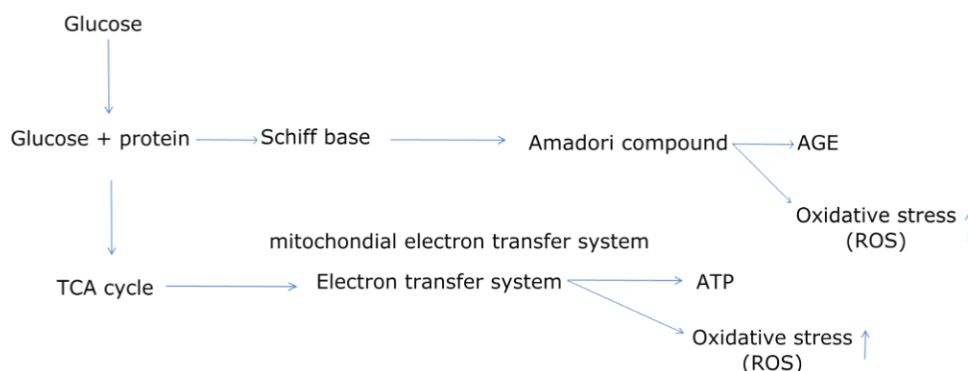 Glucose
Glucose + protein
Schiff base
Amadori compound
AGE
Oxidative stress
(ROS)
mitochondial electron transfer system
TCA cycle
Electron transfer system
ATP
Oxidative stress
(ROS)